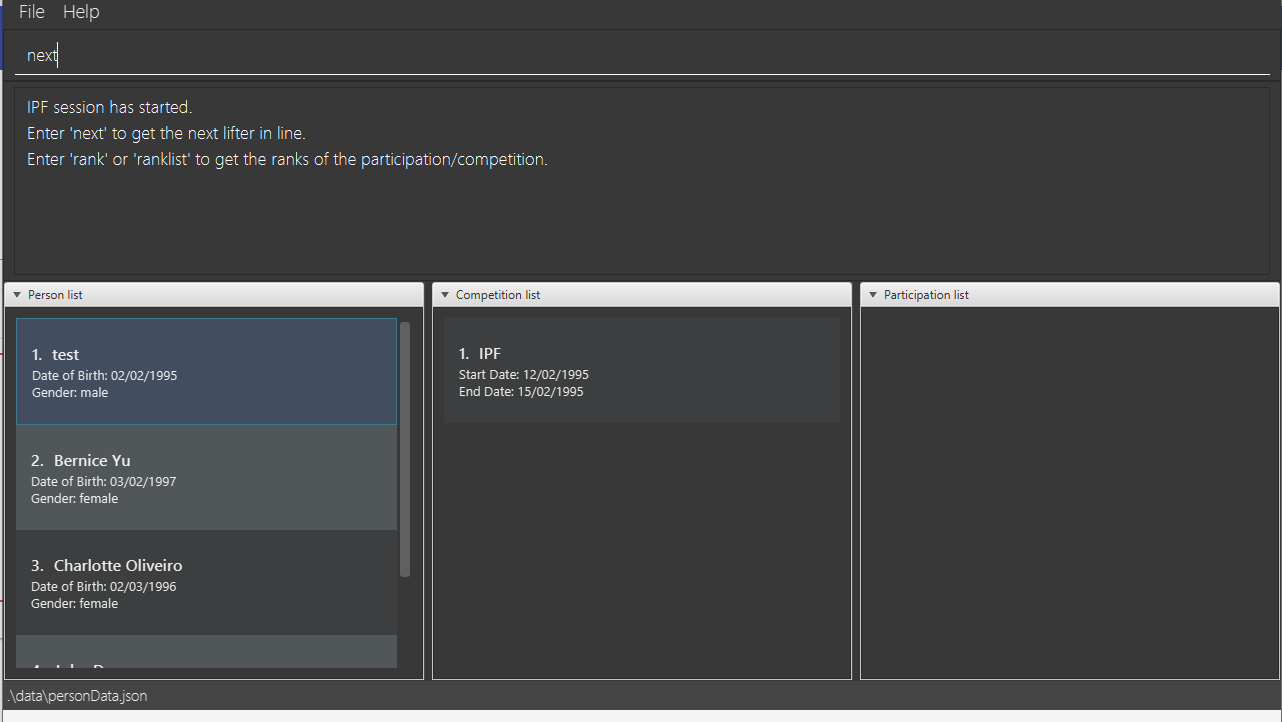 File Help
next
IPF session has started.
Enter 'next' to get the next lifter in line.
Enter 'rank' or 'ranklist' to get the ranks of the participation/competition.
Person list
1. test
Date of Birth: 02/02/1995
Gender: male
2. Bernice Yu
Date of Birth: 03/02/1997
Gender: female
3. Charlotte Oliveiro
Date of Birth: 02/03/1996
Gender: female
Competition list
1. IPF
Start Date: 12/02/1995
End Date: 15/02/1995
Participation list
.\data\personData.json